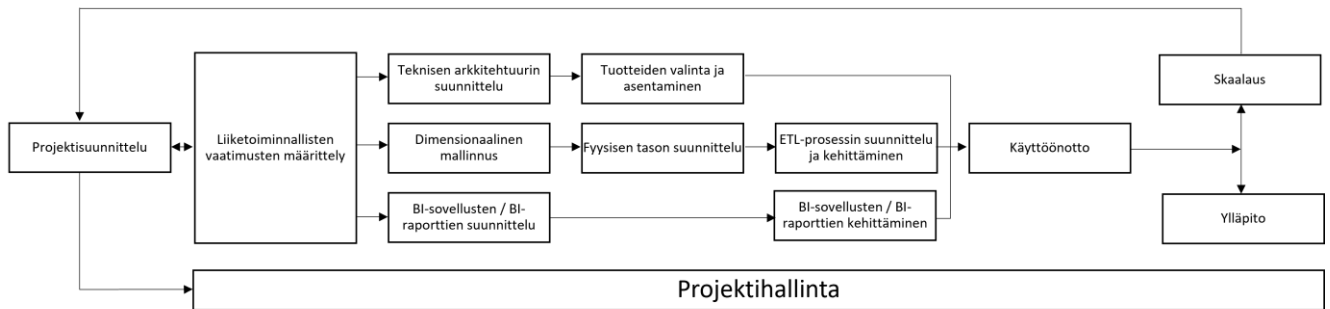 Projektisuunnittelu
Liiketoiminnallisten
vaatimusten määrittely
Teknisen arkkitehtuurin
suunnittelu
Tuotteiden valinta ja
asentaminen
Dimensionaalinen
mallinnus
Fyysisen tason suunnittelu
ETL-prosessin suunnittelu
ja kehittäminen
BI-sovellusten / BI-
raporttien suunnittelu
BI-sovellusten / BI-
raporttien kehittäminen
Käyttöönotto
Skaalaus
Ylläpito
Projektihallinta